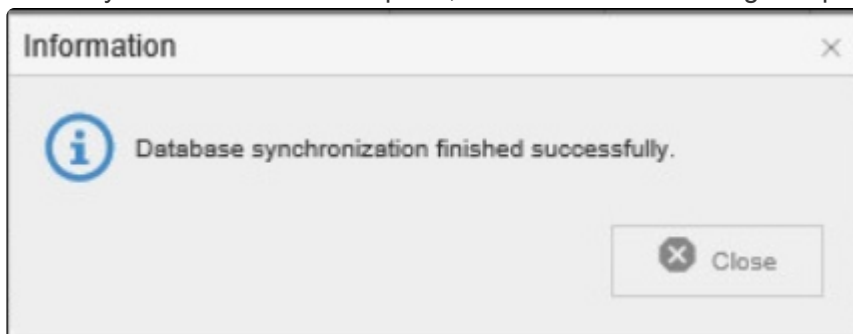 Information
Database synchronization finished successfully.
Close